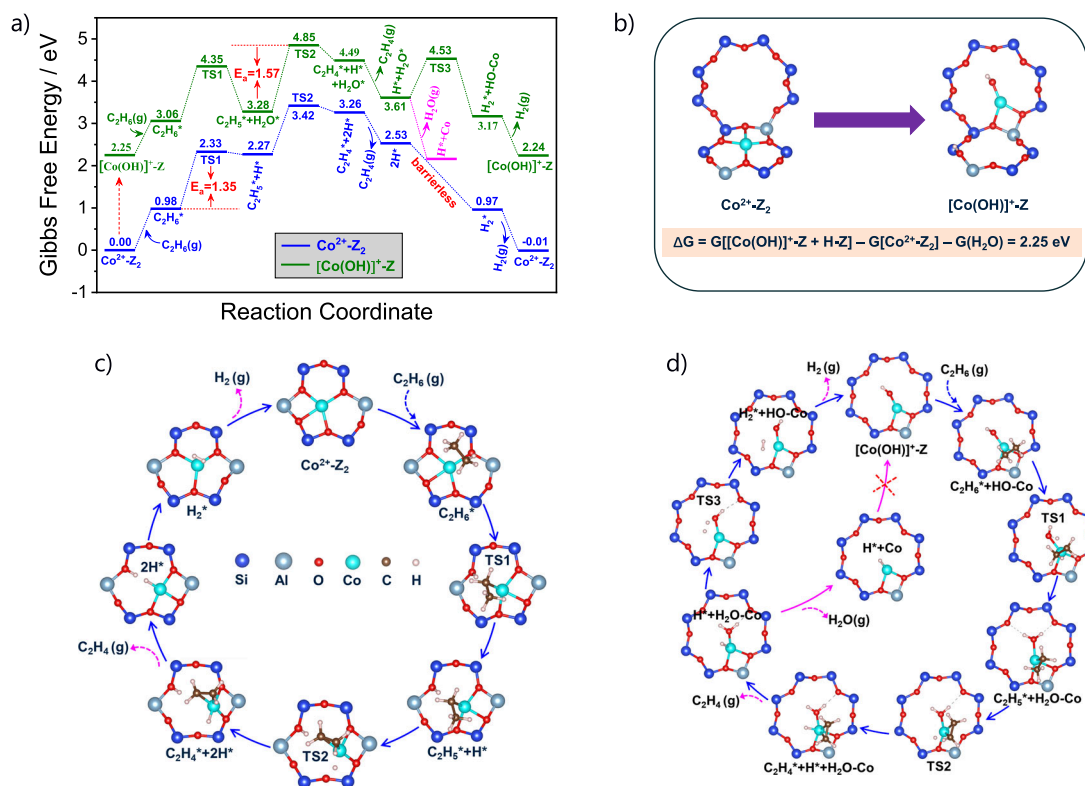 a)
Gibbs Free Energy / eV
5
4
3
2
1
0
−1
Reaction Coordinate
2.25
[Co(OH)]⁺-Z
C₂H₆(g)
3.06
C₂H₆*
4.35
TS1
Eₐ=1.57
3.28
C₂H₅*+H₂O*
4.85
TS2
4.49
C₂H₄*+H*
+H₂O*
C₂H₄(g)
H*+H₂O*
3.61
4.53
TS3
H₂O(g)
H*+Co
H₂*+HO-Co
3.17
H₂(g)
2.24
[Co(OH)]⁺-Z
0.00
Co²⁺-Z₂
C₂H₆(g)
0.98
C₂H₆*
2.33
TS1
Eₐ=1.35
2.27
C₂H₅*+H*
TS2
3.42
3.26
C₂H₄*+2H*
C₂H₄(g)
2.53
2H*
barrierless
0.97
H₂*
H₂(g)
-0.01
Co²⁺-Z₂
Co²⁺-Z₂
[Co(OH)]⁺-Z
b)
Co²⁺-Z₂
[Co(OH)]⁺-Z
ΔG = G[[Co(OH)]⁺-Z + H-Z] – G[Co²⁺-Z₂] – G(H₂O) = 2.25 eV
c)
H₂(g)
C₂H₆(g)
Co²⁺-Z₂
H₂*
C₂H₆*
2H*
TS1
Si
Al
O
Co
C
H
C₂H₄(g)
C₂H₄*+2H*
TS2
C₂H₅*+H*
d)
H₂(g)
C₂H₆(g)
H₂*+HO-Co
[Co(OH)]⁺-Z
C₂H₆*+HO-Co
TS3
TS1
H*+Co
H*+H₂O-Co
H₂O(g)
C₂H₄(g)
C₂H₅*+H₂O-Co
C₂H₄*+H*+H₂O-Co
TS2